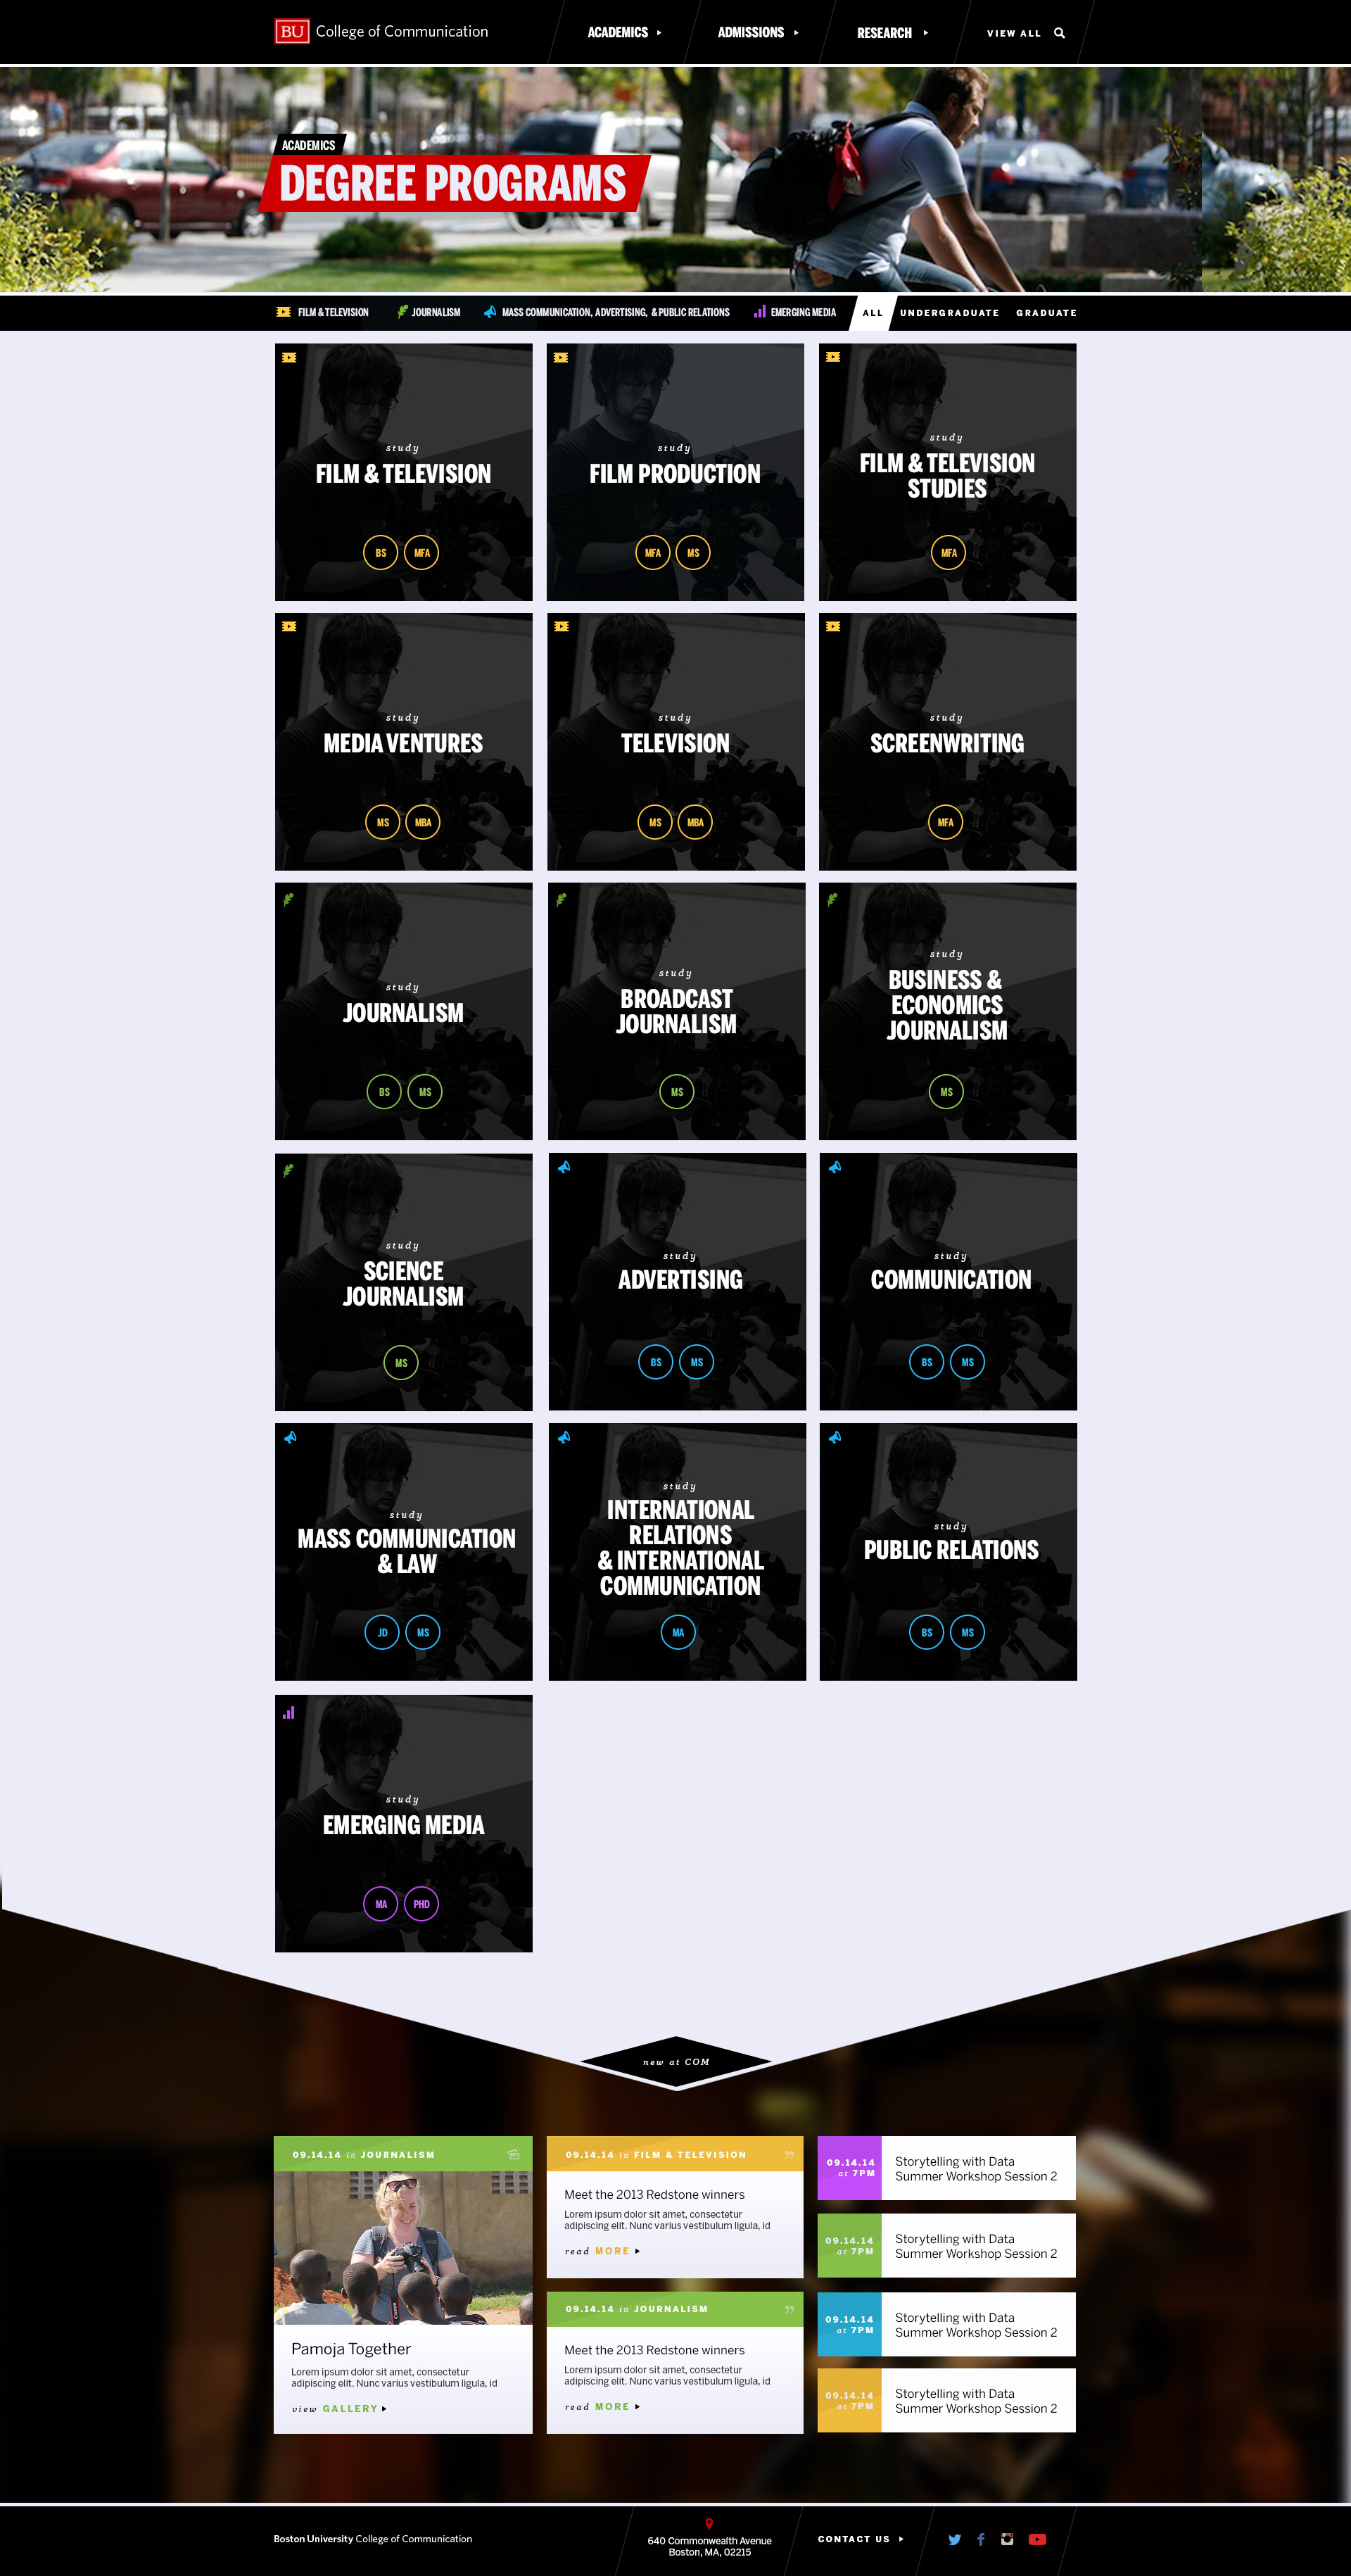 BU College of Communication
ACADEMICS
ADMISSIONS
RESEARCH
VIEW ALL
ACADEMICS
DEGREE PROGRAMS
FILM & TELEVISION
JOURNALISM
MASS COMMUNICATION, ADVERTISING, & PUBLIC RELATIONS
EMERGING MEDIA
ALL
UNDERGRADUATE
GRADUATE
study
FILM & TELEVISION
BS MFA
study
FILM PRODUCTION
MFA MS
study
FILM & TELEVISION
STUDIES
MFA
study
MEDIA VENTURES
MS MBA
study
TELEVISION
MS MBA
study
SCREENWRITING
MFA
study
JOURNALISM
BS MS
study
BROADCAST
JOURNALISM
MS
study
BUSINESS &
ECONOMICS
JOURNALISM
MS
study
SCIENCE
JOURNALISM
MS
study
ADVERTISING
BS MS
study
COMMUNICATION
BS MS
study
MASS COMMUNICATION
& LAW
JD MS
study
INTERNATIONAL
RELATIONS
& INTERNATIONAL
COMMUNICATION
MA
study
PUBLIC RELATIONS
BS MS
study
EMERGING MEDIA
MA PHD
new at COM
09.14.14 in JOURNALISM
Pamoja Together
Lorem ipsum dolor sit amet, consectetur
adipiscing elit. Nunc varius vestibulum ligula, id
view GALLERY
09.14.14 in FILM & TELEVISION
Meet the 2013 Redstone winners
Lorem ipsum dolor sit amet, consectetur
adipiscing elit. Nunc varius vestibulum ligula, id
read MORE
09.14.14 in JOURNALISM
Meet the 2013 Redstone winners
Lorem ipsum dolor sit amet, consectetur
adipiscing elit. Nunc varius vestibulum ligula, id
read MORE
09.14.14
at 7PM
Storytelling with Data
Summer Workshop Session 2
09.14.14
at 7PM
Storytelling with Data
Summer Workshop Session 2
09.14.14
at 7PM
Storytelling with Data
Summer Workshop Session 2
09.14.14
at 7PM
Storytelling with Data
Summer Workshop Session 2
Boston University College of Communication
640 Commonwealth Avenue
Boston, MA, 02215
CONTACT US